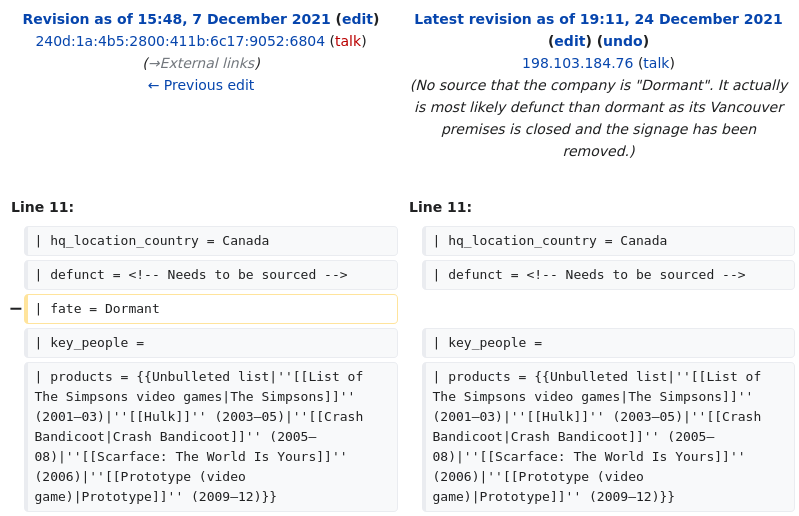 Revision as of 15:48, 7 December 2021 (edit)
240d:1a:4b5:2800:411b:6c17:9052:6804 (talk)
(→External links)
← Previous edit
Latest revision as of 19:11, 24 December 2021
(edit) (undo)
198.103.184.76 (talk)
(No source that the company is "Dormant". It actually
is most likely defunct than dormant as its Vancouver
premises is closed and the signage has been
removed.)
Line 11:
Line 11:
| hq_location_country = Canada
| hq_location_country = Canada
| defunct = <!-- Needs to be sourced -->
| defunct = <!-- Needs to be sourced -->
− | fate = Dormant
| key_people =
| key_people =
| products = {{Unbulleted list|''[[List of
The Simpsons video games|The Simpsons]]''
(2001–03)|''[[Hulk]]'' (2003–05)|''[[Crash
Bandicoot|Crash Bandicoot]]'' (2005–
08)|''[[Scarface: The World Is Yours]]''
(2006)|''[[Prototype (video
game)|Prototype]]'' (2009–12)}}
| products = {{Unbulleted list|''[[List of
The Simpsons video games|The Simpsons]]''
(2001–03)|''[[Hulk]]'' (2003–05)|''[[Crash
Bandicoot|Crash Bandicoot]]'' (2005–
08)|''[[Scarface: The World Is Yours]]''
(2006)|''[[Prototype (video
game)|Prototype]]'' (2009–12)}}